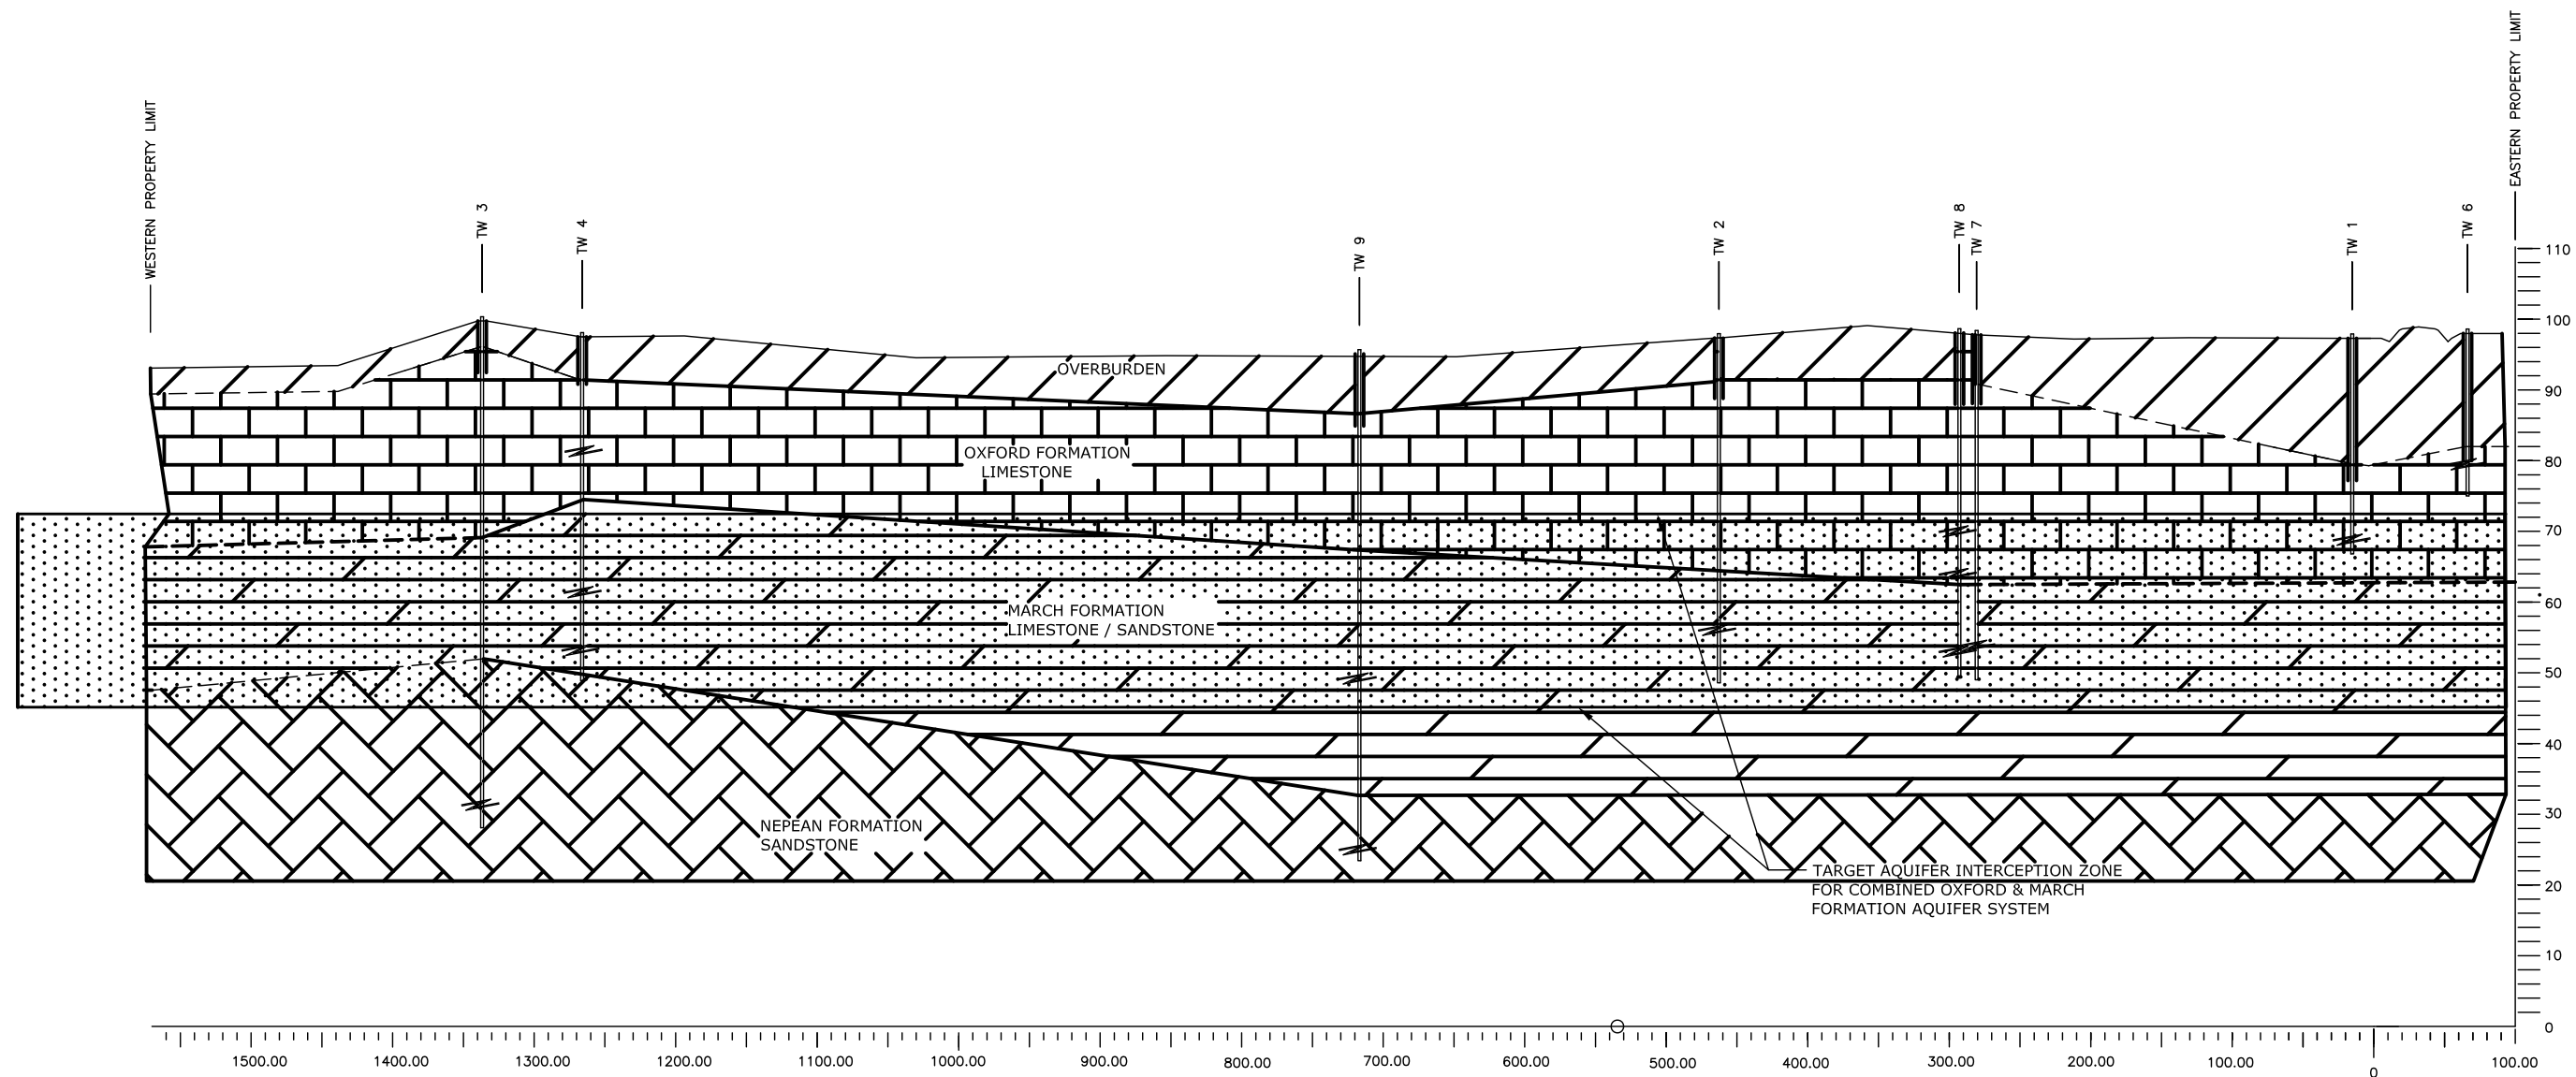 WESTERN PROPERTY LIMIT
TW 3
TW 4
TW 9
TW 2
TW 8
TW 7
TW 1
TW 6
EASTERN PROPERTY LIMIT
OVERBURDEN
OXFORD FORMATION
LIMESTONE
MARCH FORMATION
LIMESTONE / SANDSTONE
NEPEAN FORMATION
SANDSTONE
TARGET AQUIFER INTERCEPTION ZONE
FOR COMBINED OXFORD & MARCH
FORMATION AQUIFER SYSTEM
110
100
90
80
70
60
50
40
30
20
10
0
1500.00
1400.00
1300.00
1200.00
1100.00
1000.00
900.00
800.00
700.00
600.00
500.00
400.00
300.00
200.00
100.00
0
100.00